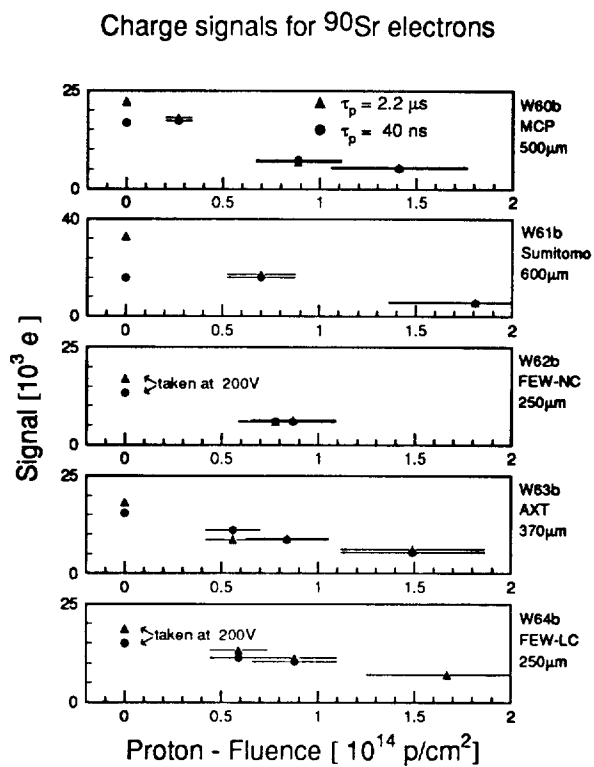 Charge signals for 90Sr electrons
25
▲ τp = 2.2 μs
● τp = 40 ns
0
0 0.5 1 1.5 2
W60b
MCP
500μm
40
0
0 0.5 1 1.5 2
W61b
Sumitomo
600μm
25
taken at 200V
0
0 0.5 1 1.5 2
W62b
FEW-NC
250μm
25
0
0 0.5 1 1.5 2
W63b
AXT
370μm
25
taken at 200V
0
0 0.5 1 1.5 2
W64b
FEW-LC
250μm
Signal [10³ e]
Proton - Fluence [ 10¹⁴ p/cm²]